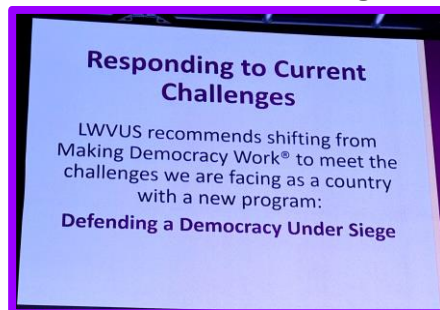 Responding to Current
Challenges
LWVUS recommends shifting from
Making Democracy Work® to meet the
challenges we are facing as a country
with a new program:
Defending a Democracy Under Siege